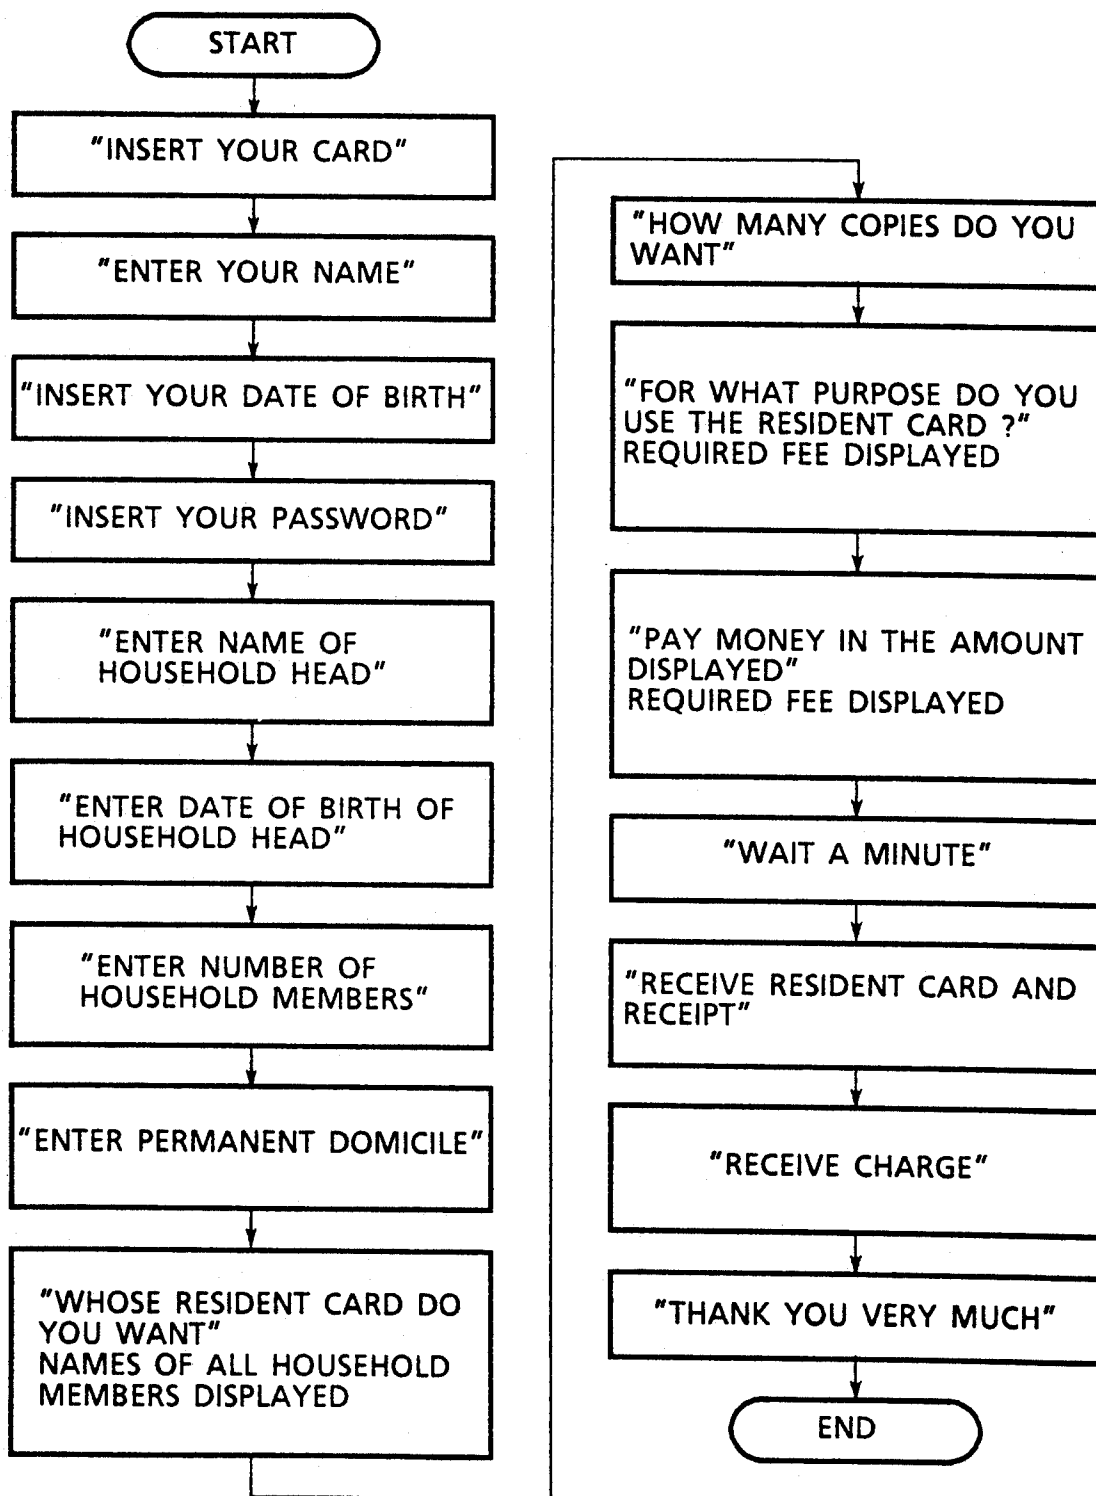 START
"INSERT YOUR CARD"
"ENTER YOUR NAME"
"INSERT YOUR DATE OF BIRTH"
"INSERT YOUR PASSWORD"
"ENTER NAME OF
HOUSEHOLD HEAD"
"ENTER DATE OF BIRTH OF
HOUSEHOLD HEAD"
"ENTER NUMBER OF
HOUSEHOLD MEMBERS"
"ENTER PERMANENT DOMICILE"
"WHOSE RESIDENT CARD DO
YOU WANT"
NAMES OF ALL HOUSEHOLD
MEMBERS DISPLAYED
"HOW MANY COPIES DO YOU
WANT"
"FOR WHAT PURPOSE DO YOU
USE THE RESIDENT CARD ?"
REQUIRED FEE DISPLAYED
"PAY MONEY IN THE AMOUNT
DISPLAYED"
REQUIRED FEE DISPLAYED
"WAIT A MINUTE"
"RECEIVE RESIDENT CARD AND
RECEIPT"
"RECEIVE CHARGE"
"THANK YOU VERY MUCH"
END